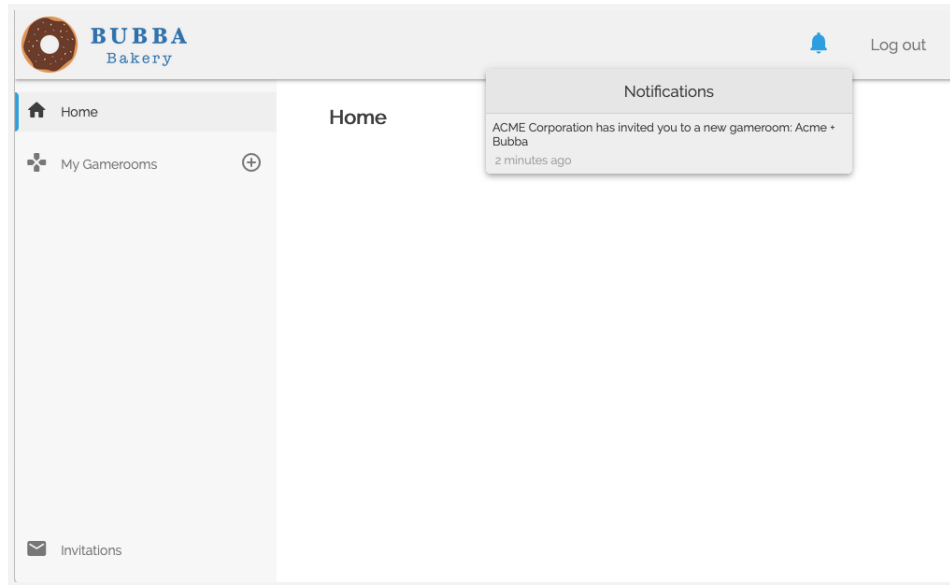 BUBBA
Bakery
Log out
Notifications
ACME Corporation has invited you to a new gameroom: Acme +
Bubba
2 minutes ago
Home
My Gamerooms
Invitations
Home